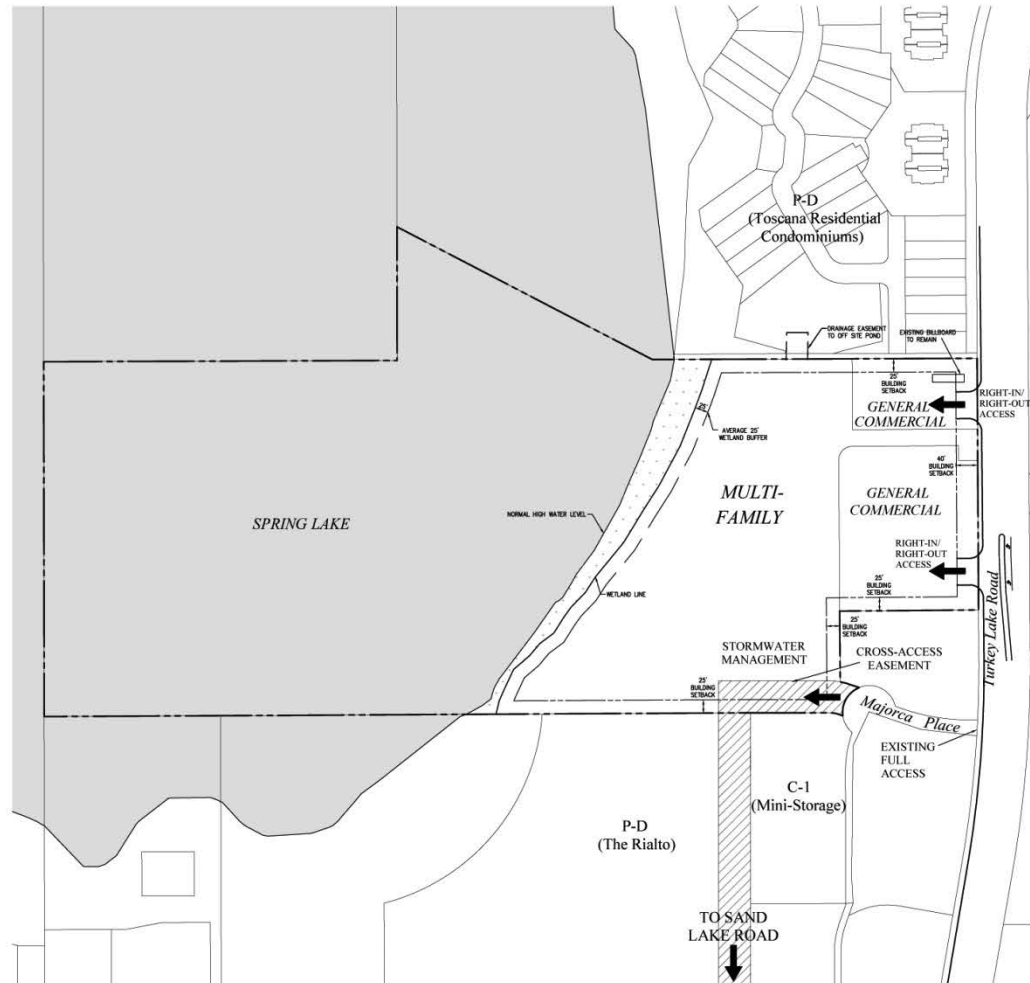 P-D
(Toscana Residential
Condominiums)
DRAINAGE EASEMENT
TO OFF SITE POND
EXISTING BILLBOARD
TO REMAIN
25'
BUILDING
SETBACK
RIGHT-IN/
RIGHT-OUT
ACCESS
GENERAL
COMMERCIAL
25'
AVERAGE 25'
WETLAND BUFFER
40'
BUILDING
SETBACK
MULTI-
FAMILY
GENERAL
COMMERCIAL
SPRING LAKE
NORMAL HIGH WATER LEVEL
RIGHT-IN/
RIGHT-OUT
ACCESS
25'
BUILDING
SETBACK
WETLAND LINE
25'
BUILDING
SETBACK
Turkey Lake Road
STORMWATER
MANAGEMENT
CROSS-ACCESS
EASEMENT
25'
BUILDING
SETBACK
Majorca Place
EXISTING
FULL
ACCESS
C-1
(Mini-Storage)
P-D
(The Rialto)
TO SAND
LAKE ROAD